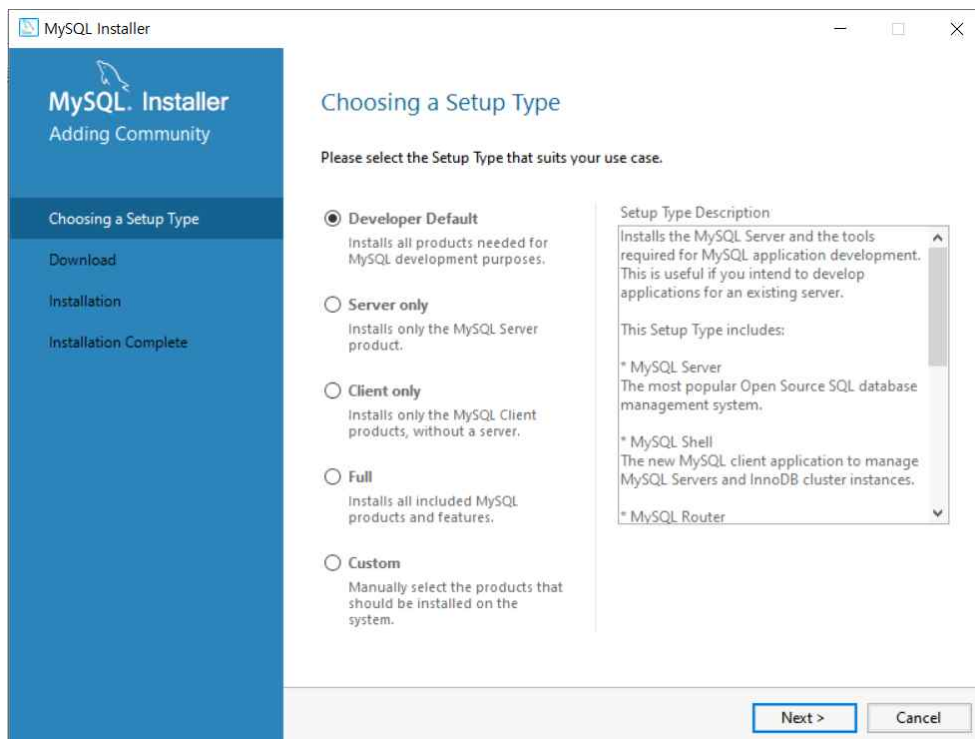 MySQL Installer
MySQL. Installer
Adding Community
Choosing a Setup Type
Download
Installation
Installation Complete
Choosing a Setup Type
Please select the Setup Type that suits your use case.
Developer Default
Installs all products needed for
MySQL development purposes.
Server only
Installs only the MySQL Server
product.
Client only
Installs only the MySQL Client
products, without a server.
Full
Installs all included MySQL
products and features.
Custom
Manually select the products that
should be installed on the
system.
Setup Type Description
Installs the MySQL Server and the tools
required for MySQL application development.
This is useful if you intend to develop
applications for an existing server.
This Setup Type includes:
* MySQL Server
The most popular Open Source SQL database
management system.
* MySQL Shell
The new MySQL client application to manage
MySQL Servers and InnoDB cluster instances.
* MySQL Router
Next >
Cancel